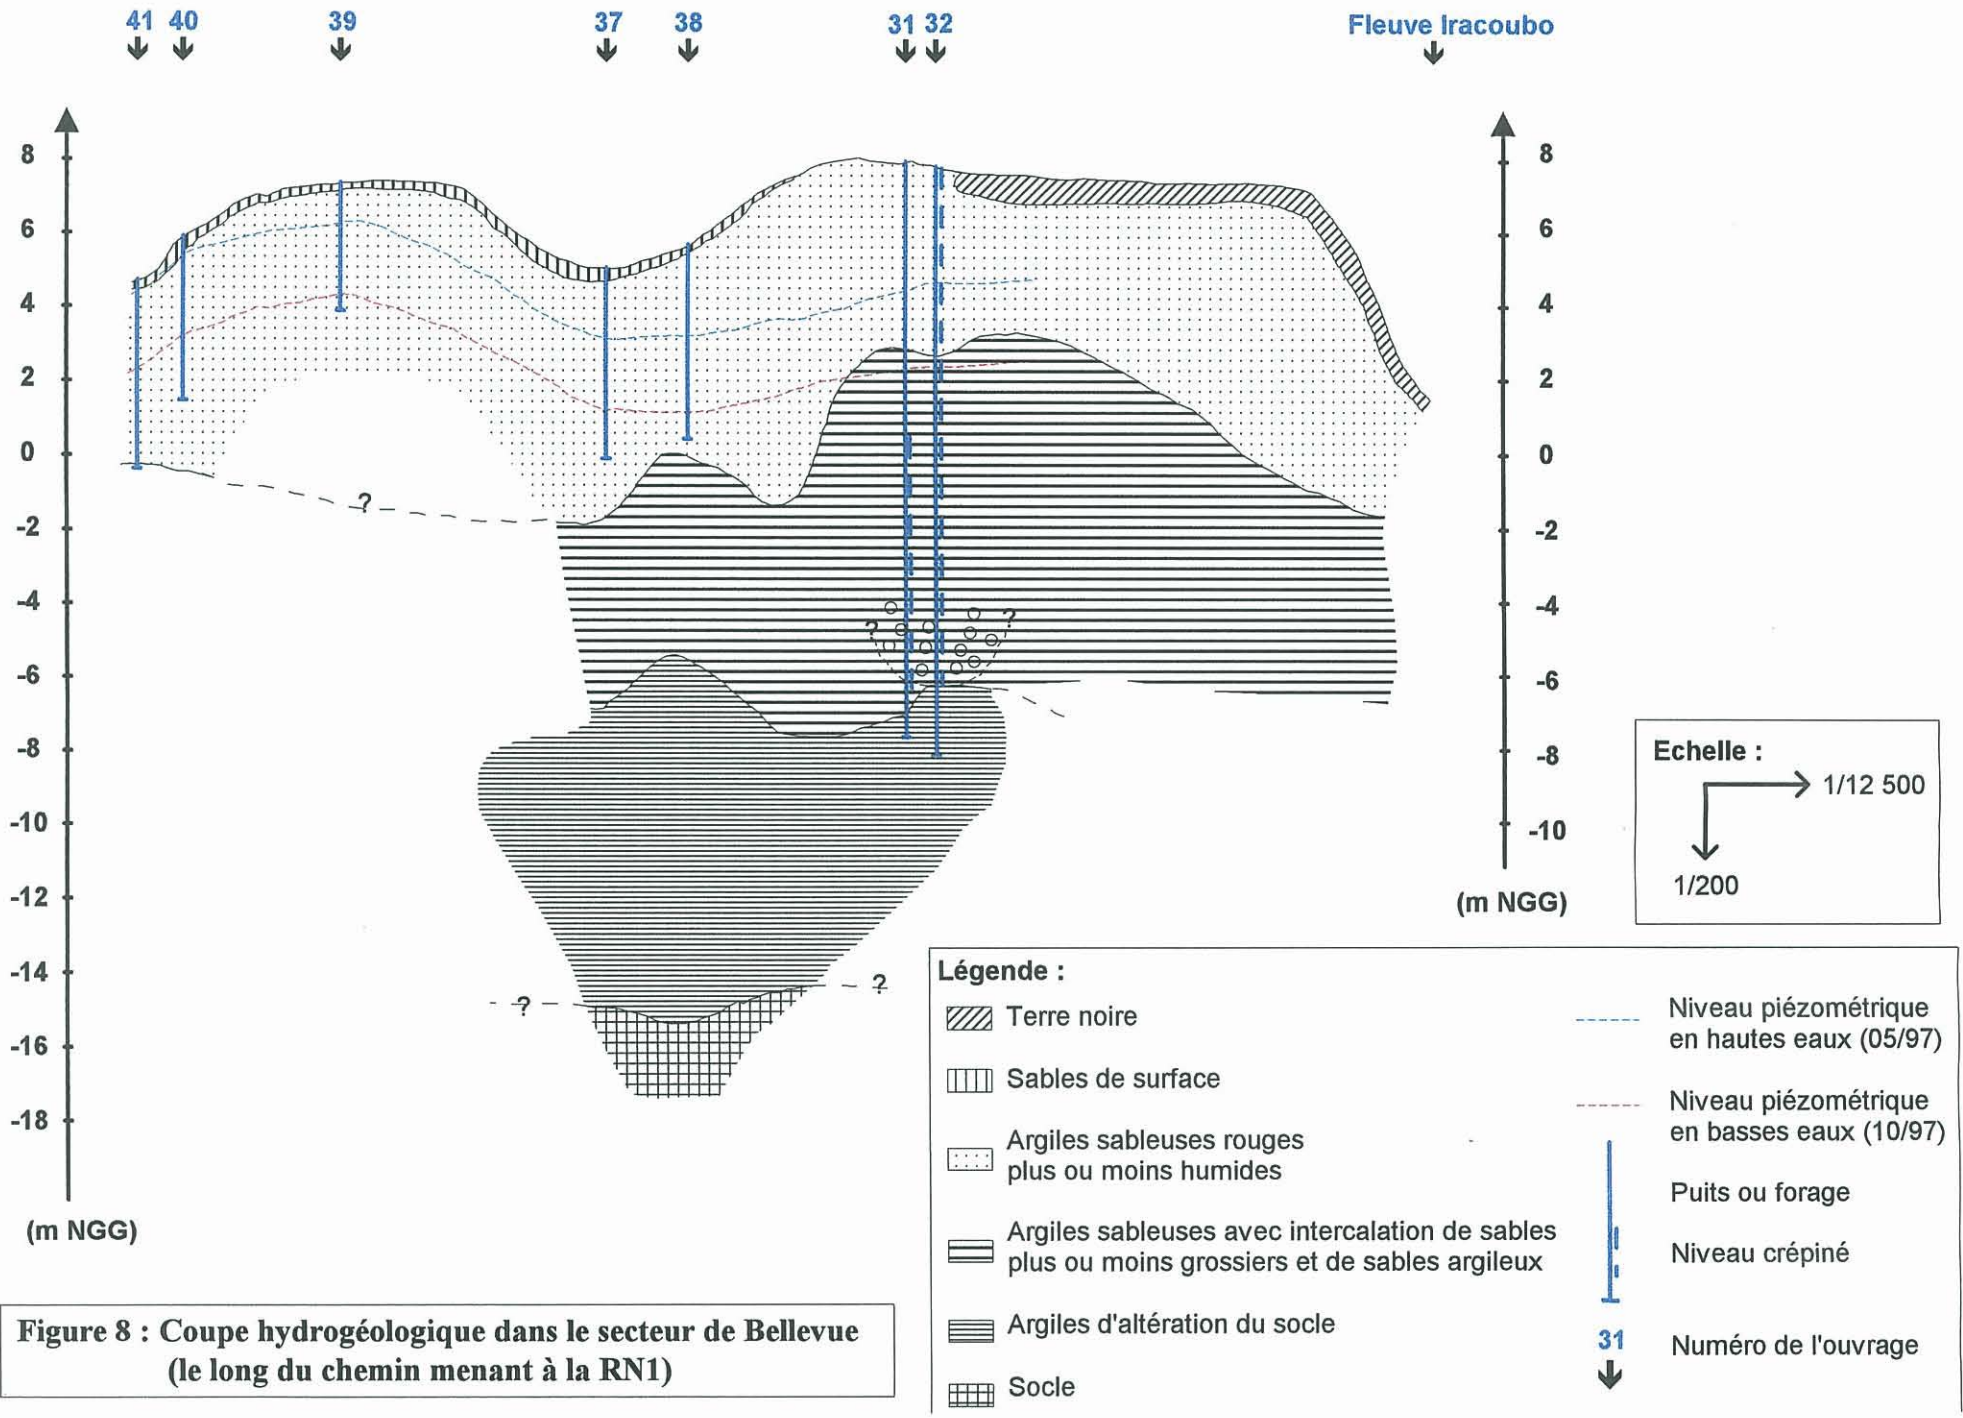 41 40 39 37 38 31 32 Fleuve Iracoubo
8 8
6 6
4 4
2 2
0 0
-2 -2
-4 -4
-6 -6
-8 -8
-10 -10
-12
-14
-16
-18
(m NGG)
(m NGG)
?
? ?
? ?
Echelle :
1/12 500
1/200
Légende :
Terre noire
Sables de surface
Argiles sableuses rouges
plus ou moins humides
Argiles sableuses avec intercalation de sables
plus ou moins grossiers et de sables argileux
Argiles d'altération du socle
Socle
Niveau piézométrique
en hautes eaux (05/97)
Niveau piézométrique
en basses eaux (10/97)
Puits ou forage
Niveau crépiné
31
Numéro de l'ouvrage
Figure 8 : Coupe hydrogéologique dans le secteur de Bellevue
(le long du chemin menant à la RN1)